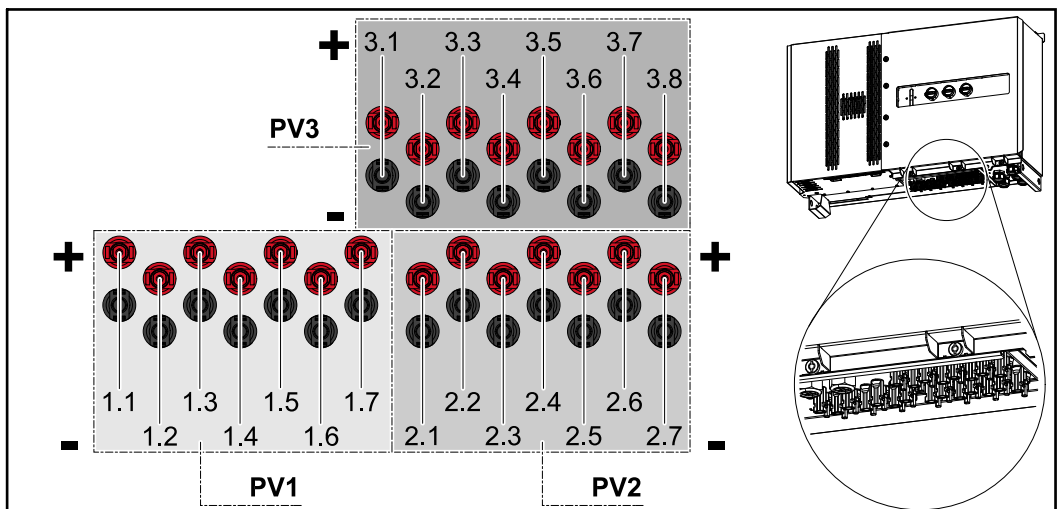 + 3.1 3.3 3.5 3.7
3.2 3.4 3.6 3.8
PV3
-
+ +
1.1 1.3 1.5 1.7 2.2 2.4 2.6
- 1.2 1.4 1.6 2.1 2.3 2.5 2.7 -
PV1 PV2